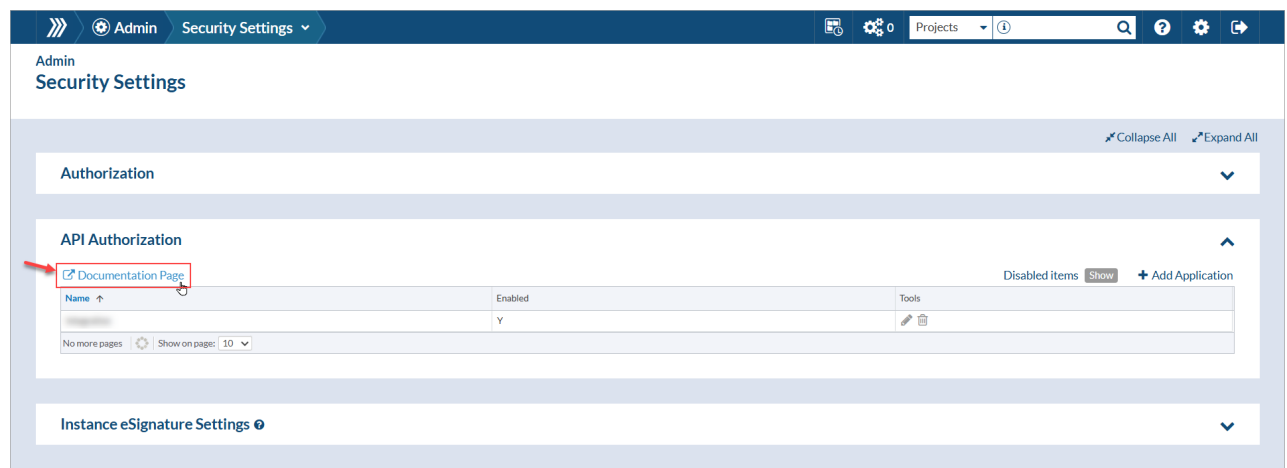 Admin Security Settings 0 Projects
Admin
Security Settings
Collapse All Expand All
Authorization
API Authorization
Documentation Page Disabled items Show + Add Application
Name ↑ Enabled Tools
Y
No more pages Show on page: 10
Instance eSignature Settings ?